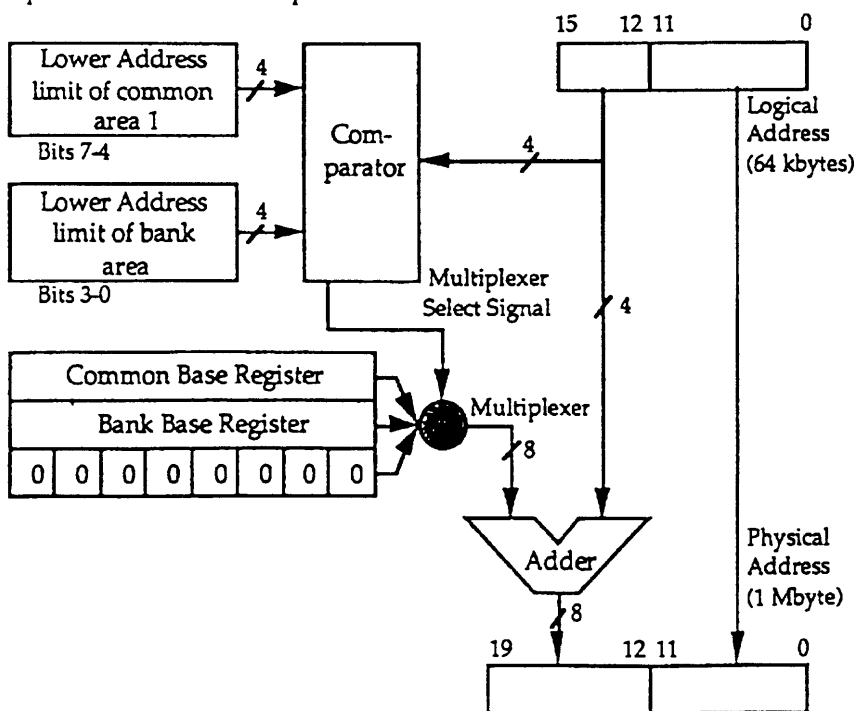 15 12 11 0
Lower Address
limit of common
area 1
Bits 7-4
4
Com-
parator
4
Logical
Address
(64 kbytes)
Lower Address
limit of bank
area
Bits 3-0
4
Multiplexer
Select Signal
4
Common Base Register
Bank Base Register
0 0 0 0 0 0 0 0
Multiplexer
8
Adder
8
Physical
Address
(1 Mbyte)
19 12 11 0